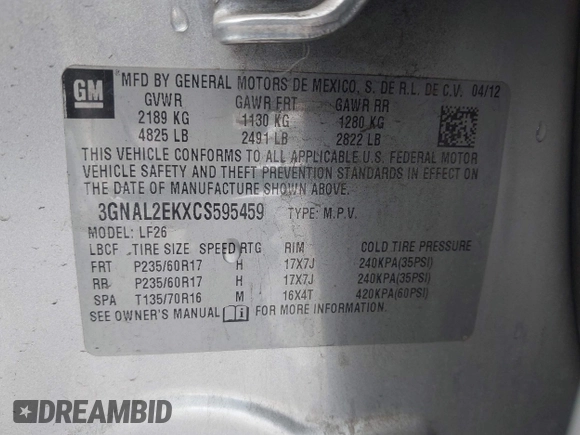 GM
MFD BY GENERAL MOTORS DE MEXICO, S. DE R.L. DE C.V. 04/12
GVWR GAWR FRT GAWR RR
2189 KG 1130 KG 1280 KG
4825 LB 2491 LB 2822 LB
THIS VEHICLE CONFORMS TO ALL APPLICABLE U.S. FEDERAL MOTOR
VEHICLE SAFETY AND THEFT PREVENTION STANDARDS IN EFFECT ON
THE DATE OF MANUFACTURE SHOWN ABOVE.
3GNAL2EKXCS595459 TYPE: M.P.V.
MODEL: LF26
LBCF TIRE SIZE SPEED RTG RIM COLD TIRE PRESSURE
FRT P235/60R17 H 17X7J 240KPA(35PSI)
RR P235/60R17 H 17X7J 240KPA(35PSI)
SPA T135/70R16 M 16X4T 420KPA(60PSI)
SEE OWNER'S MANUAL i FOR MORE INFORMATION.
DREAMBID